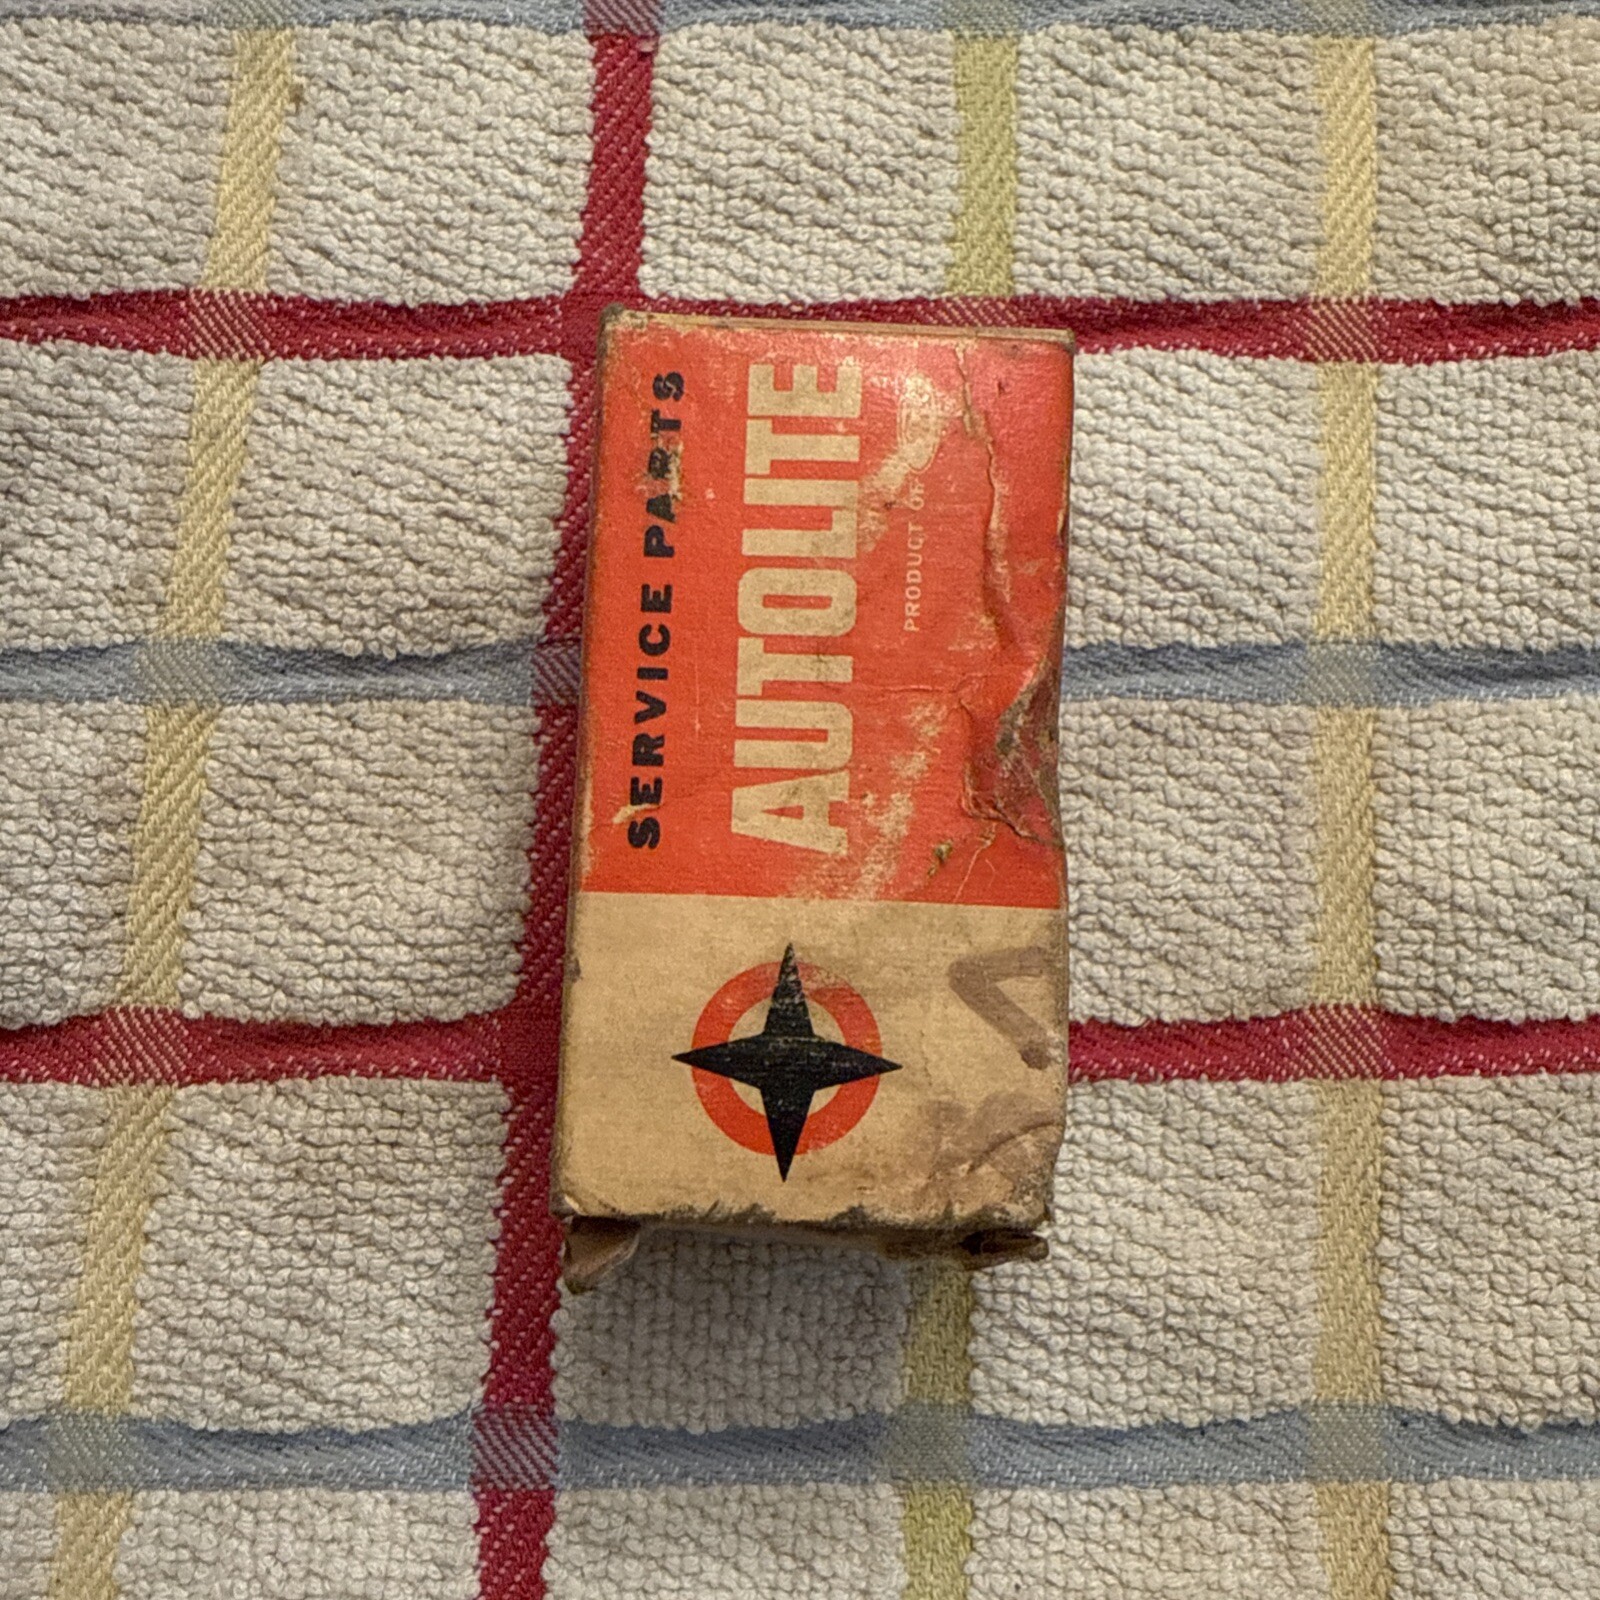 SERVICE PARTS
AUTOLITE
PRODUCT OF